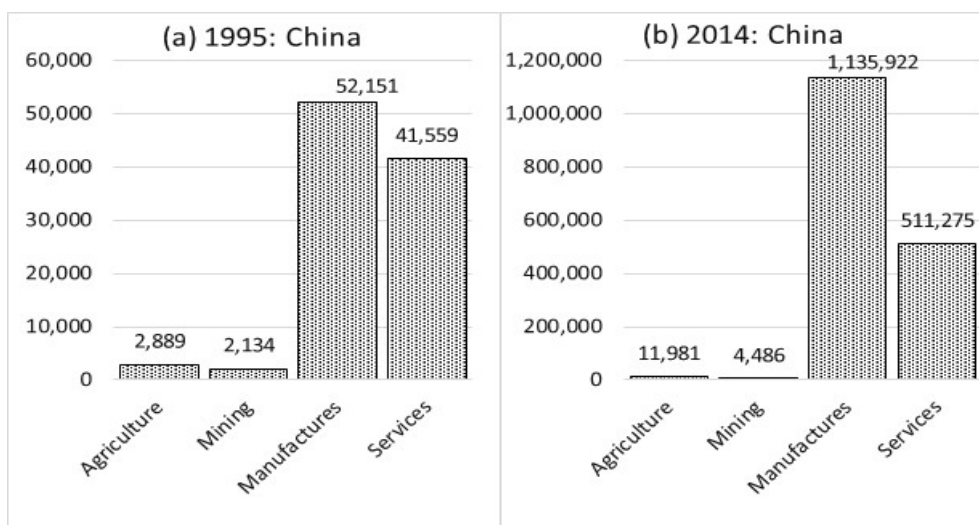 (a) 1995: China
60,000
50,000
40,000
30,000
20,000
10,000
0
2,889
2,134
52,151
41,559
Agriculture
Mining
Manufactures
Services
(b) 2014: China
1,200,000
1,000,000
800,000
600,000
400,000
200,000
0
11,981
4,486
1,135,922
511,275
Agriculture
Mining
Manufactures
Services